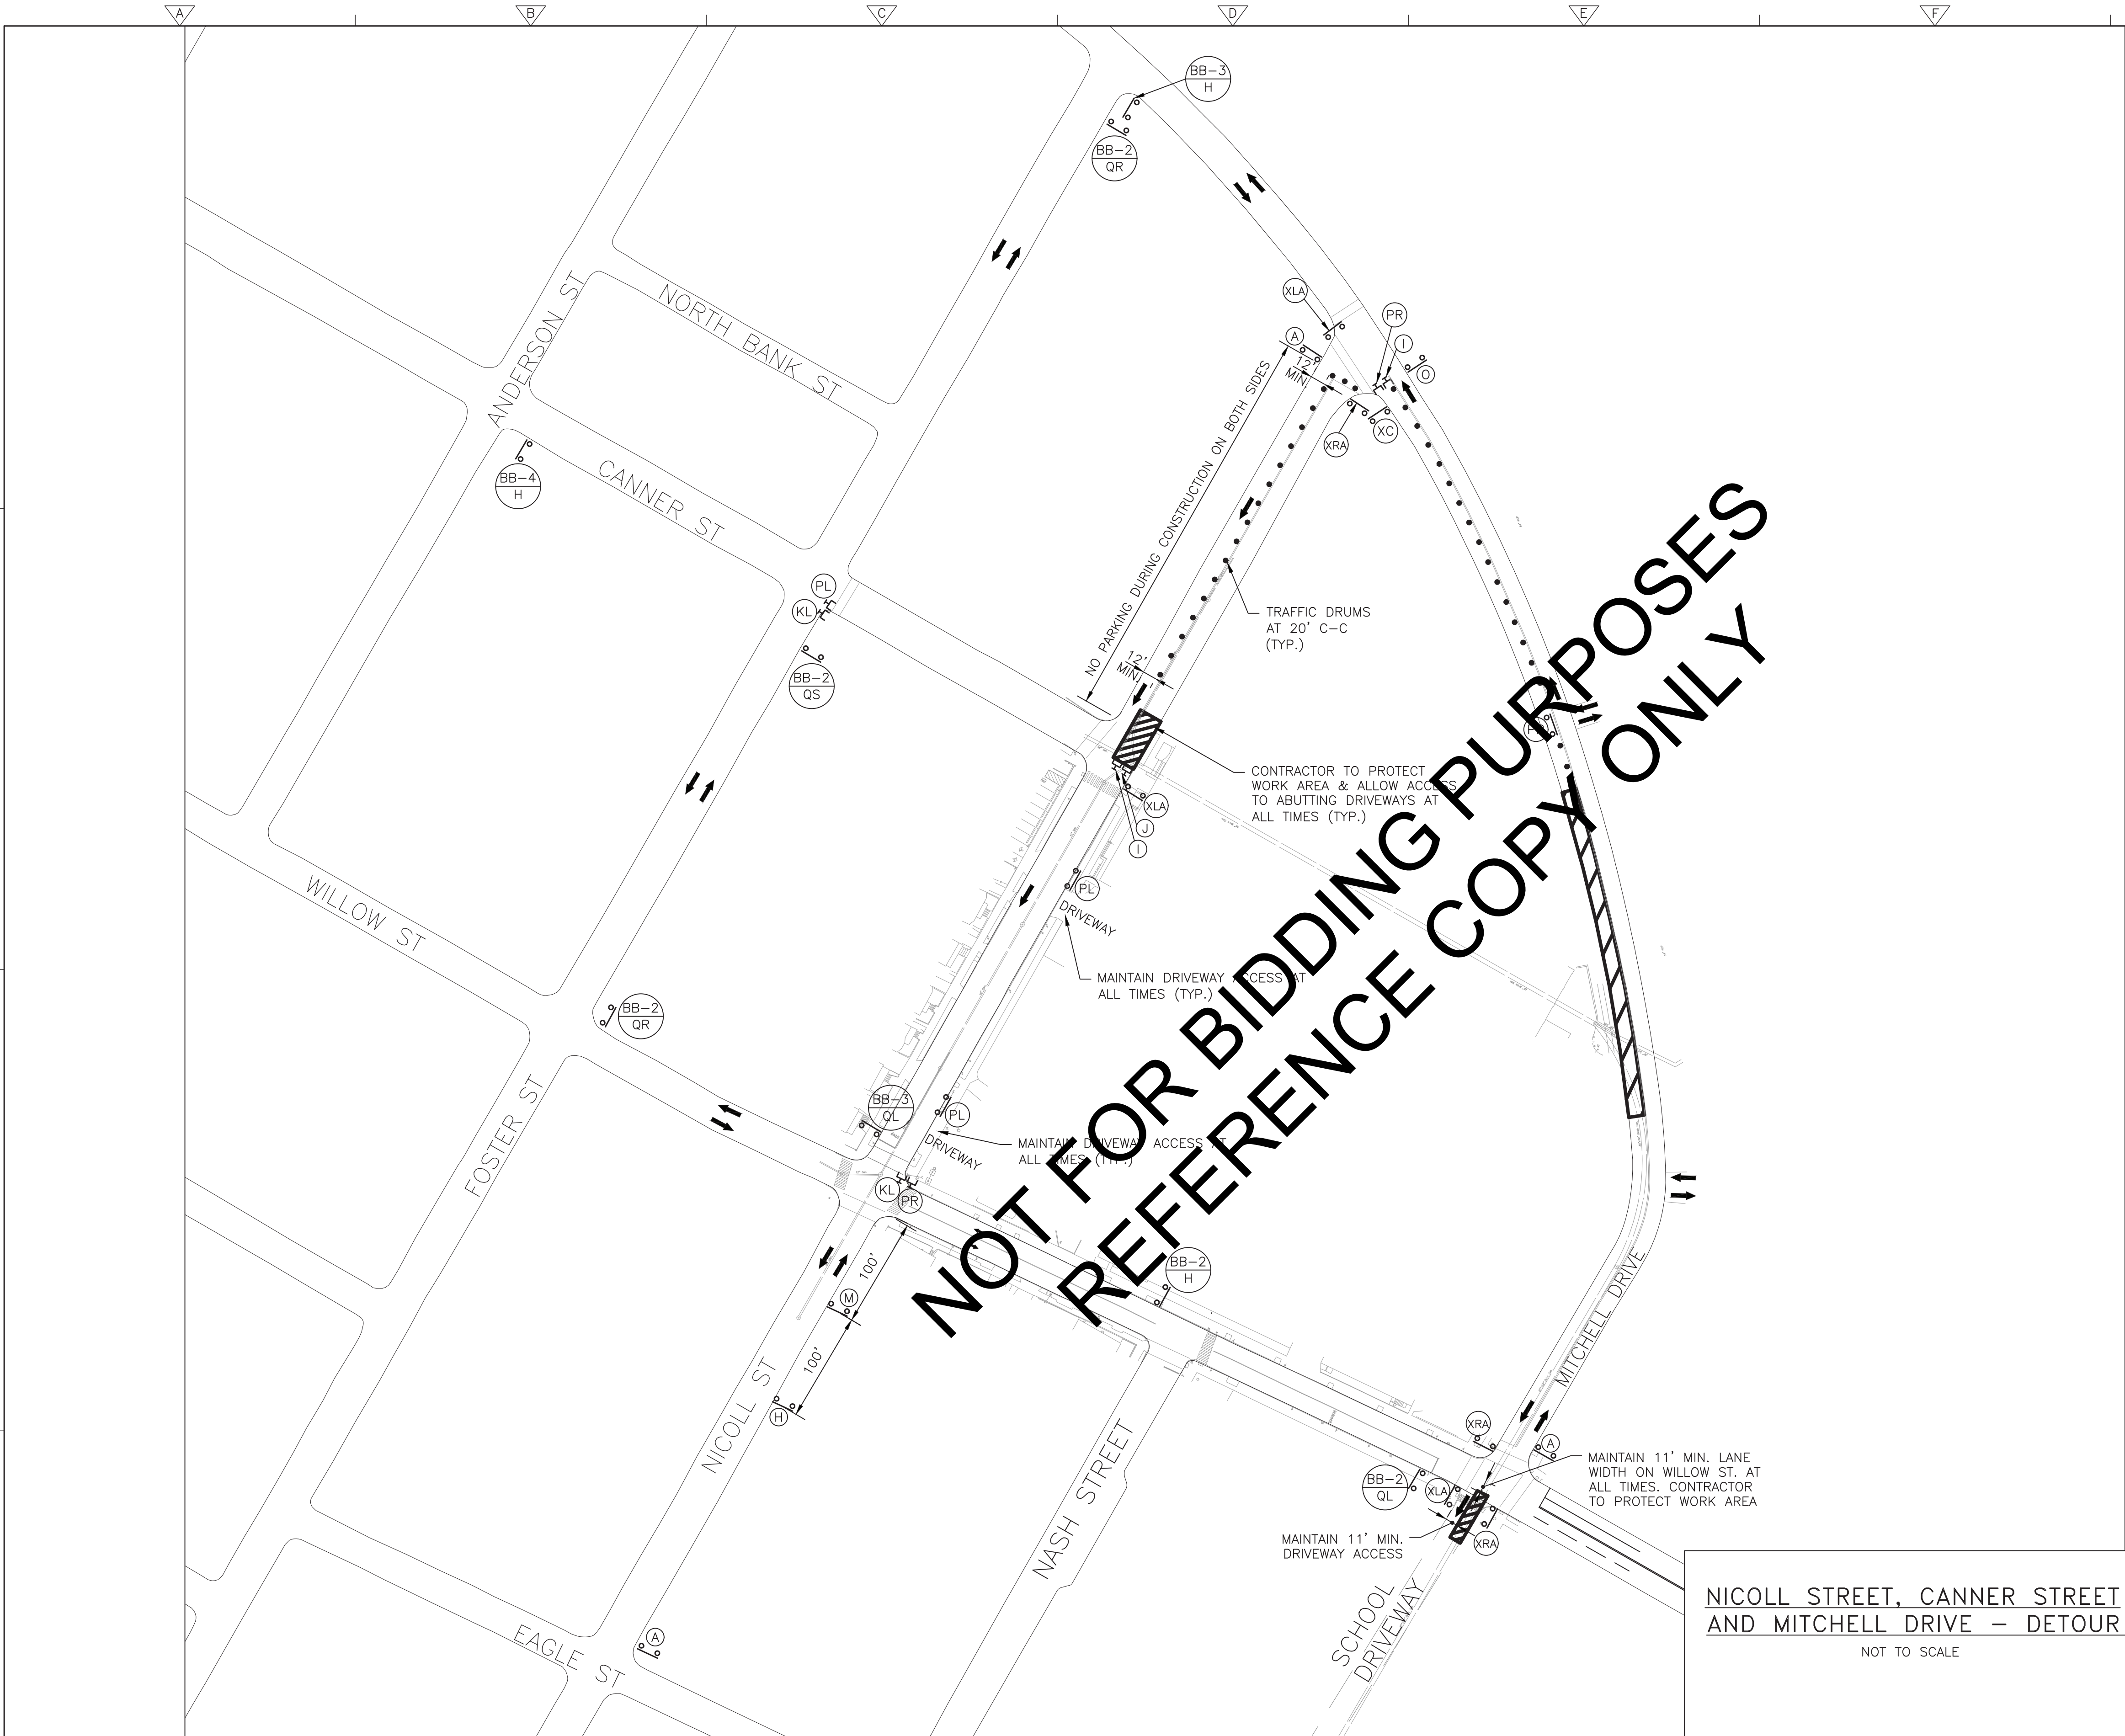 A
B
C
D
E
F
BB-3
H
BB-2
QR
XLA
PR
A
I
O
12'
MIN.
XRA
XC
ANDERSON ST
NORTH BANK ST
NO PARKING DURING CONSTRUCTION ON BOTH SIDES
BB-4
H
CANNER ST
PL
KL
TRAFFIC DRUMS
AT 20' C-C
(TYP.)
12'
MIN.
BB-2
QS
CONTRACTOR TO PROTECT
WORK AREA & ALLOW ACCESS
TO ABUTTING DRIVEWAYS AT
ALL TIMES (TYP.)
XLA
J
I
PL
DRIVEWAY
WILLOW ST
MAINTAIN DRIVEWAY ACCESS AT
ALL TIMES (TYP.)
BB-2
QR
FOSTER ST
BB-3
QL
PL
DRIVEWAY
MAINTAIN DRIVEWAY ACCESS AT
ALL TIMES (TYP.)
KL
PR
100'
M
100'
H
BB-2
H
NICOLL ST
NASH STREET
MITCHELL DRIVE
XRA
A
MAINTAIN 11' MIN. LANE
WIDTH ON WILLOW ST. AT
ALL TIMES. CONTRACTOR
TO PROTECT WORK AREA
BB-2
QL
XLA
XRA
MAINTAIN 11' MIN.
DRIVEWAY ACCESS
SCHOOL
DRIVEWAY
A
EAGLE ST
NOT FOR BIDDING PURPOSES
REFERENCE COPY ONLY
NICOLL STREET, CANNER STREET
AND MITCHELL DRIVE - DETOUR
NOT TO SCALE